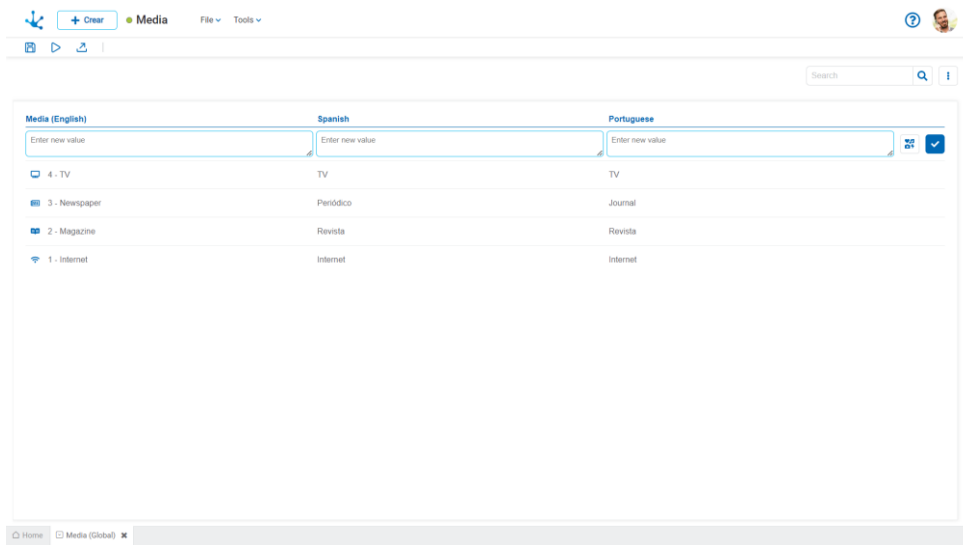 Crear Media File Tools
Search
Media (English) Spanish Portuguese
Enter new value Enter new value Enter new value
4 - TV TV TV
3 - Newspaper Periódico Journal
2 - Magazine Revista Revista
1 - Internet Internet Internet
Home Media (Global)